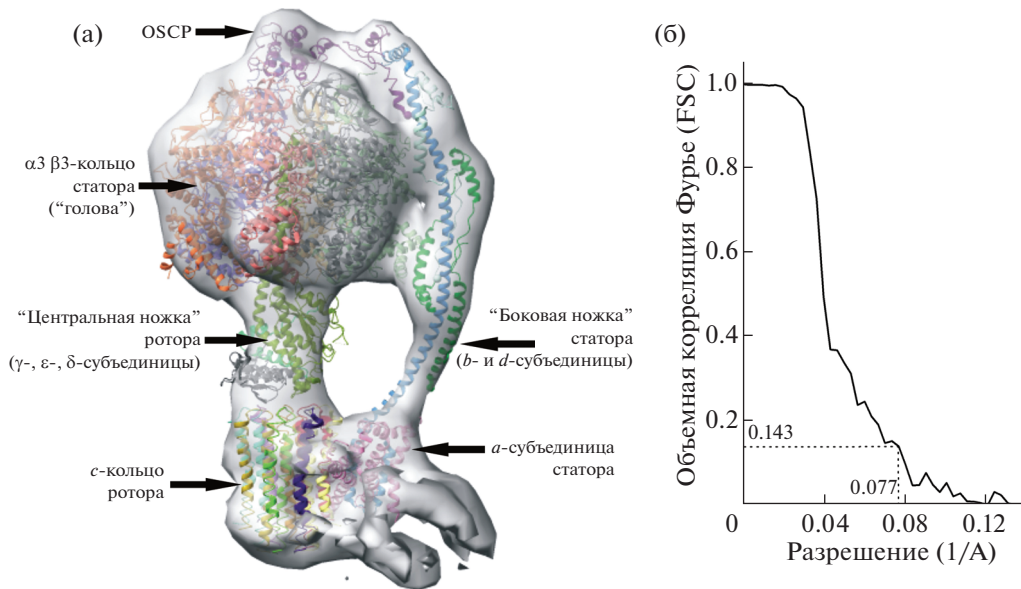 (а)
OSCP
α3 β3-кольцо
статора
(“голова”)
“Центральная ножка”
ротора
(γ-, ε-, δ-субъединицы)
“Боковая ножка”
статора
(b- и d-субъединицы)
c-кольцо
ротора
a-субъединица
статора
(б)
Объемная корреляция Фурье (FSC)
1.0
0.8
0.6
0.4
0.2
0.143
0.077
0
0.04
0.08
0.12
Разрешение (1/А)